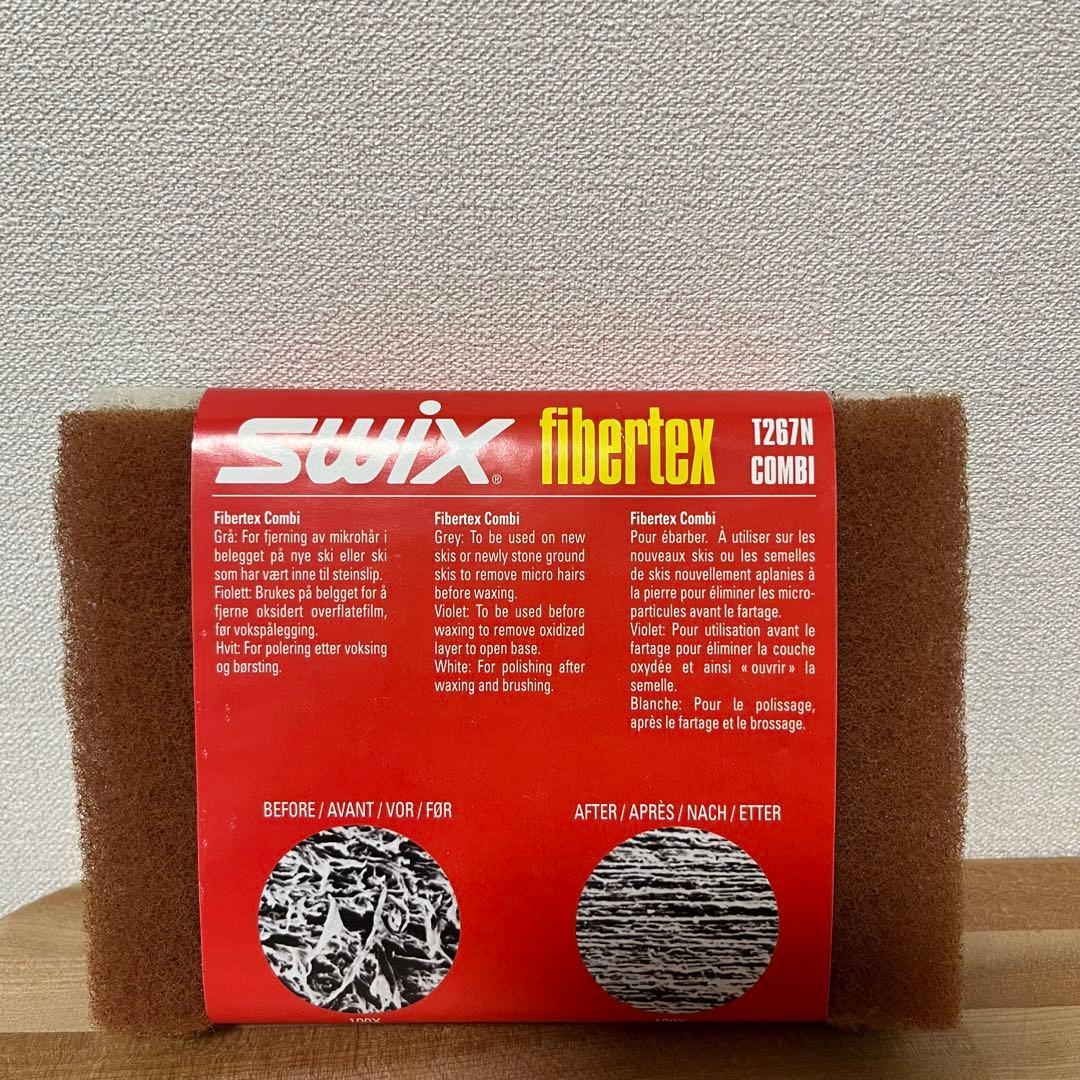 swix® fibertex T267N
COMBI
Fibertex Combi
Grå: For fjerning av mikrohår i
belegget på nye ski eller ski
som har vært inne til steinslip.
Fiolett: Brukes på belgget for å
fjerne oksidert overflatefilm,
før vokspålegging.
Hvit: For polering etter voksing
og børsting.
Fibertex Combi
Grey: To be used on new
skis or newly stone ground
skis to remove micro hairs
before waxing.
Violet: To be used before
waxing to remove oxidized
layer to open base.
White: For polishing after
waxing and brushing.
Fibertex Combi
Pour ébarber. À utiliser sur les
nouveaux skis ou les semelles
de skis nouvellement aplanies à
la pierre pour éliminer les micro-
particules avant le fartage.
Violet: Pour utilisation avant le
fartage pour éliminer la couche
oxydée et ainsi «ouvrir» la
semelle.
Blanche: Pour le polissage,
après le fartage et le brossage.
BEFORE / AVANT / VOR / FØR
100X
AFTER / APRÈS / NACH / ETTER
100X